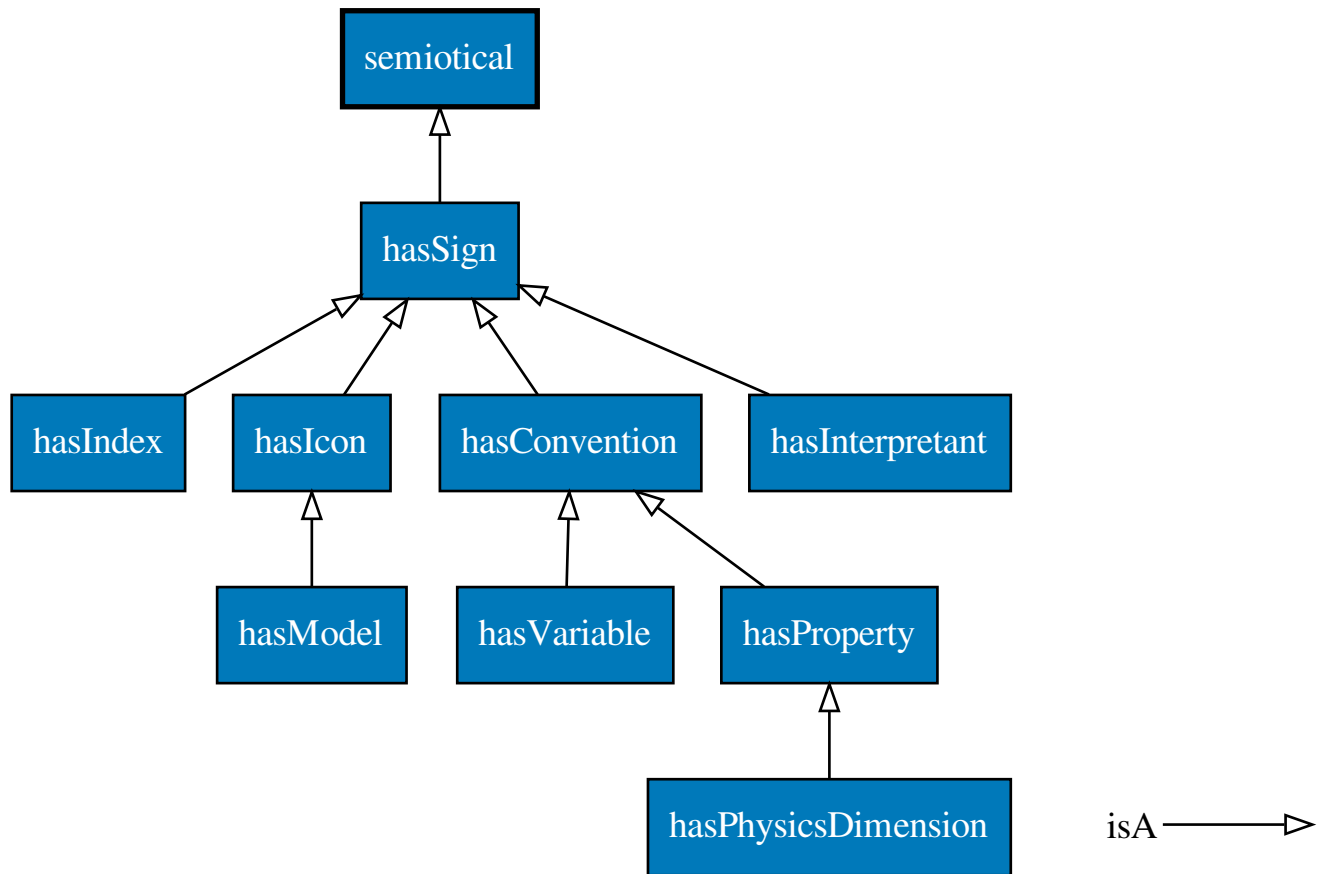 semiotical
hasSign
hasIndex
hasIcon
hasConvention
hasInterpretant
hasModel
hasVariable
hasProperty
hasPhysicsDimension
isA